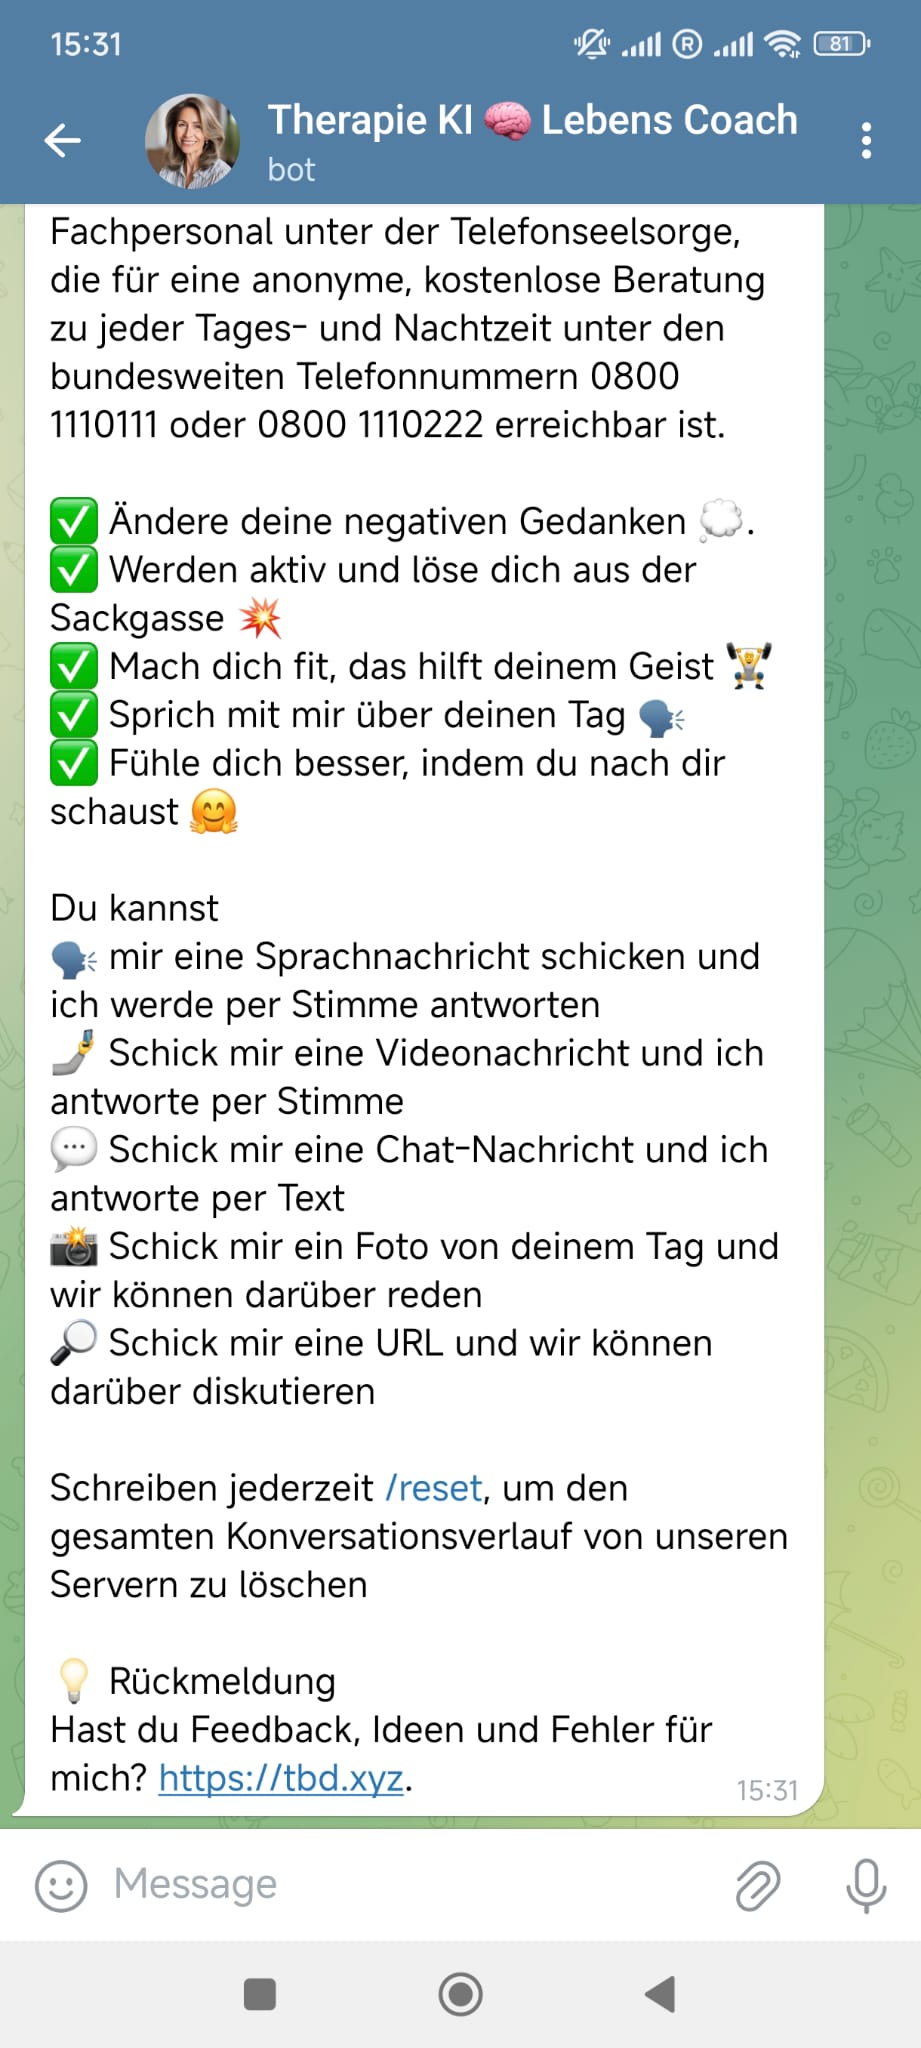 15:31
R
81
Therapie KI 🧠 Lebens Coach
bot
Fachpersonal unter der Telefonseelsorge,
die für eine anonyme, kostenlose Beratung
zu jeder Tages- und Nachtzeit unter den
bundesweiten Telefonnummern 0800
1110111 oder 0800 1110222 erreichbar ist.
✅ Ändere deine negativen Gedanken 💭.
✅ Werden aktiv und löse dich aus der
Sackgasse 💥
✅ Mach dich fit, das hilft deinem Geist 🏋️
✅ Sprich mit mir über deinen Tag 🗣️
✅ Fühle dich besser, indem du nach dir
schaust 🤗
Du kannst
🗣️ mir eine Sprachnachricht schicken und
ich werde per Stimme antworten
🤳 Schick mir eine Videonachricht und ich
antworte per Stimme
💬 Schick mir eine Chat-Nachricht und ich
antworte per Text
📸 Schick mir ein Foto von deinem Tag und
wir können darüber reden
🔎 Schick mir eine URL und wir können
darüber diskutieren
Schreiben jederzeit /reset, um den
gesamten Konversationsverlauf von unseren
Servern zu löschen
💡 Rückmeldung
Hast du Feedback, Ideen und Fehler für
mich? https://tbd.xyz.
15:31
Message